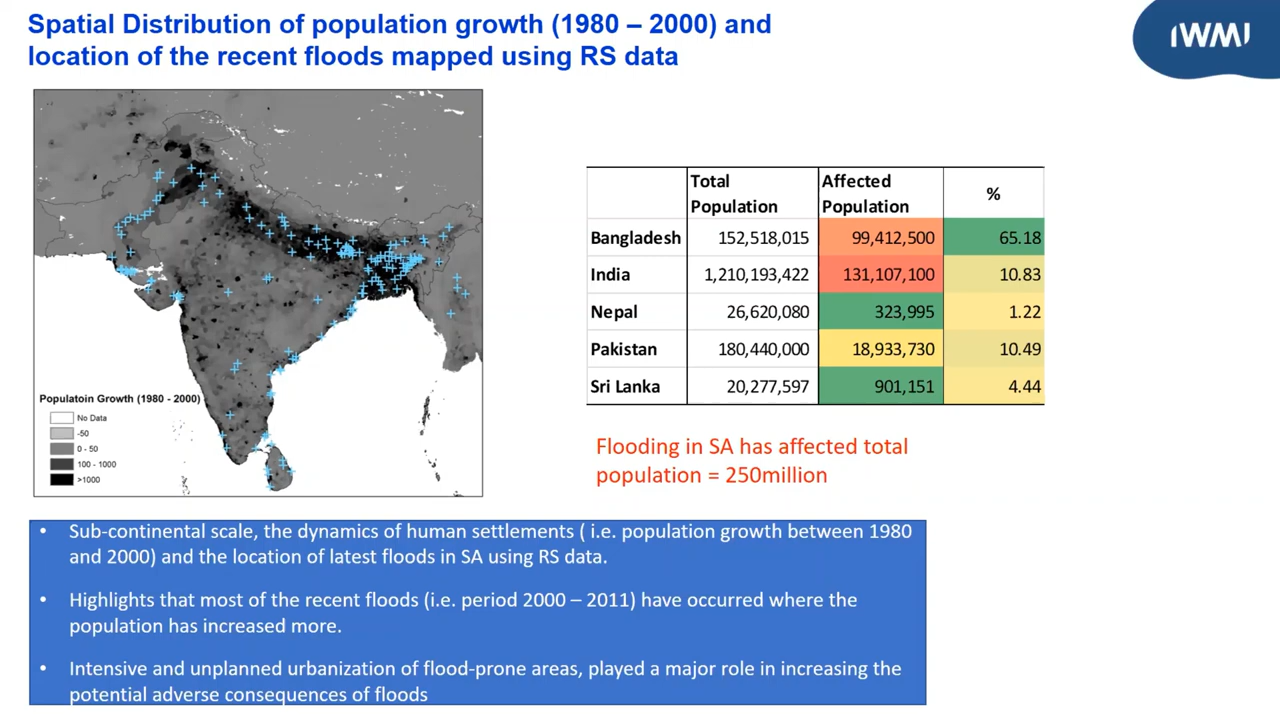 Spatial Distribution of population growth (1980 – 2000) and
location of the recent floods mapped using RS data
IWMI
Populatoin Growth (1980 - 2000)
No Data
-50
0 - 50
100 - 1000
>1000
Total Population Affected Population %
Bangladesh 152,518,015 99,412,500 65.18
India 1,210,193,422 131,107,100 10.83
Nepal 26,620,080 323,995 1.22
Pakistan 180,440,000 18,933,730 10.49
Sri Lanka 20,277,597 901,151 4.44
Flooding in SA has affected total
population = 250million
• Sub-continental scale, the dynamics of human settlements ( i.e. population growth between 1980
and 2000) and the location of latest floods in SA using RS data.
• Highlights that most of the recent floods (i.e. period 2000 – 2011) have occurred where the
population has increased more.
• Intensive and unplanned urbanization of flood-prone areas, played a major role in increasing the
potential adverse consequences of floods